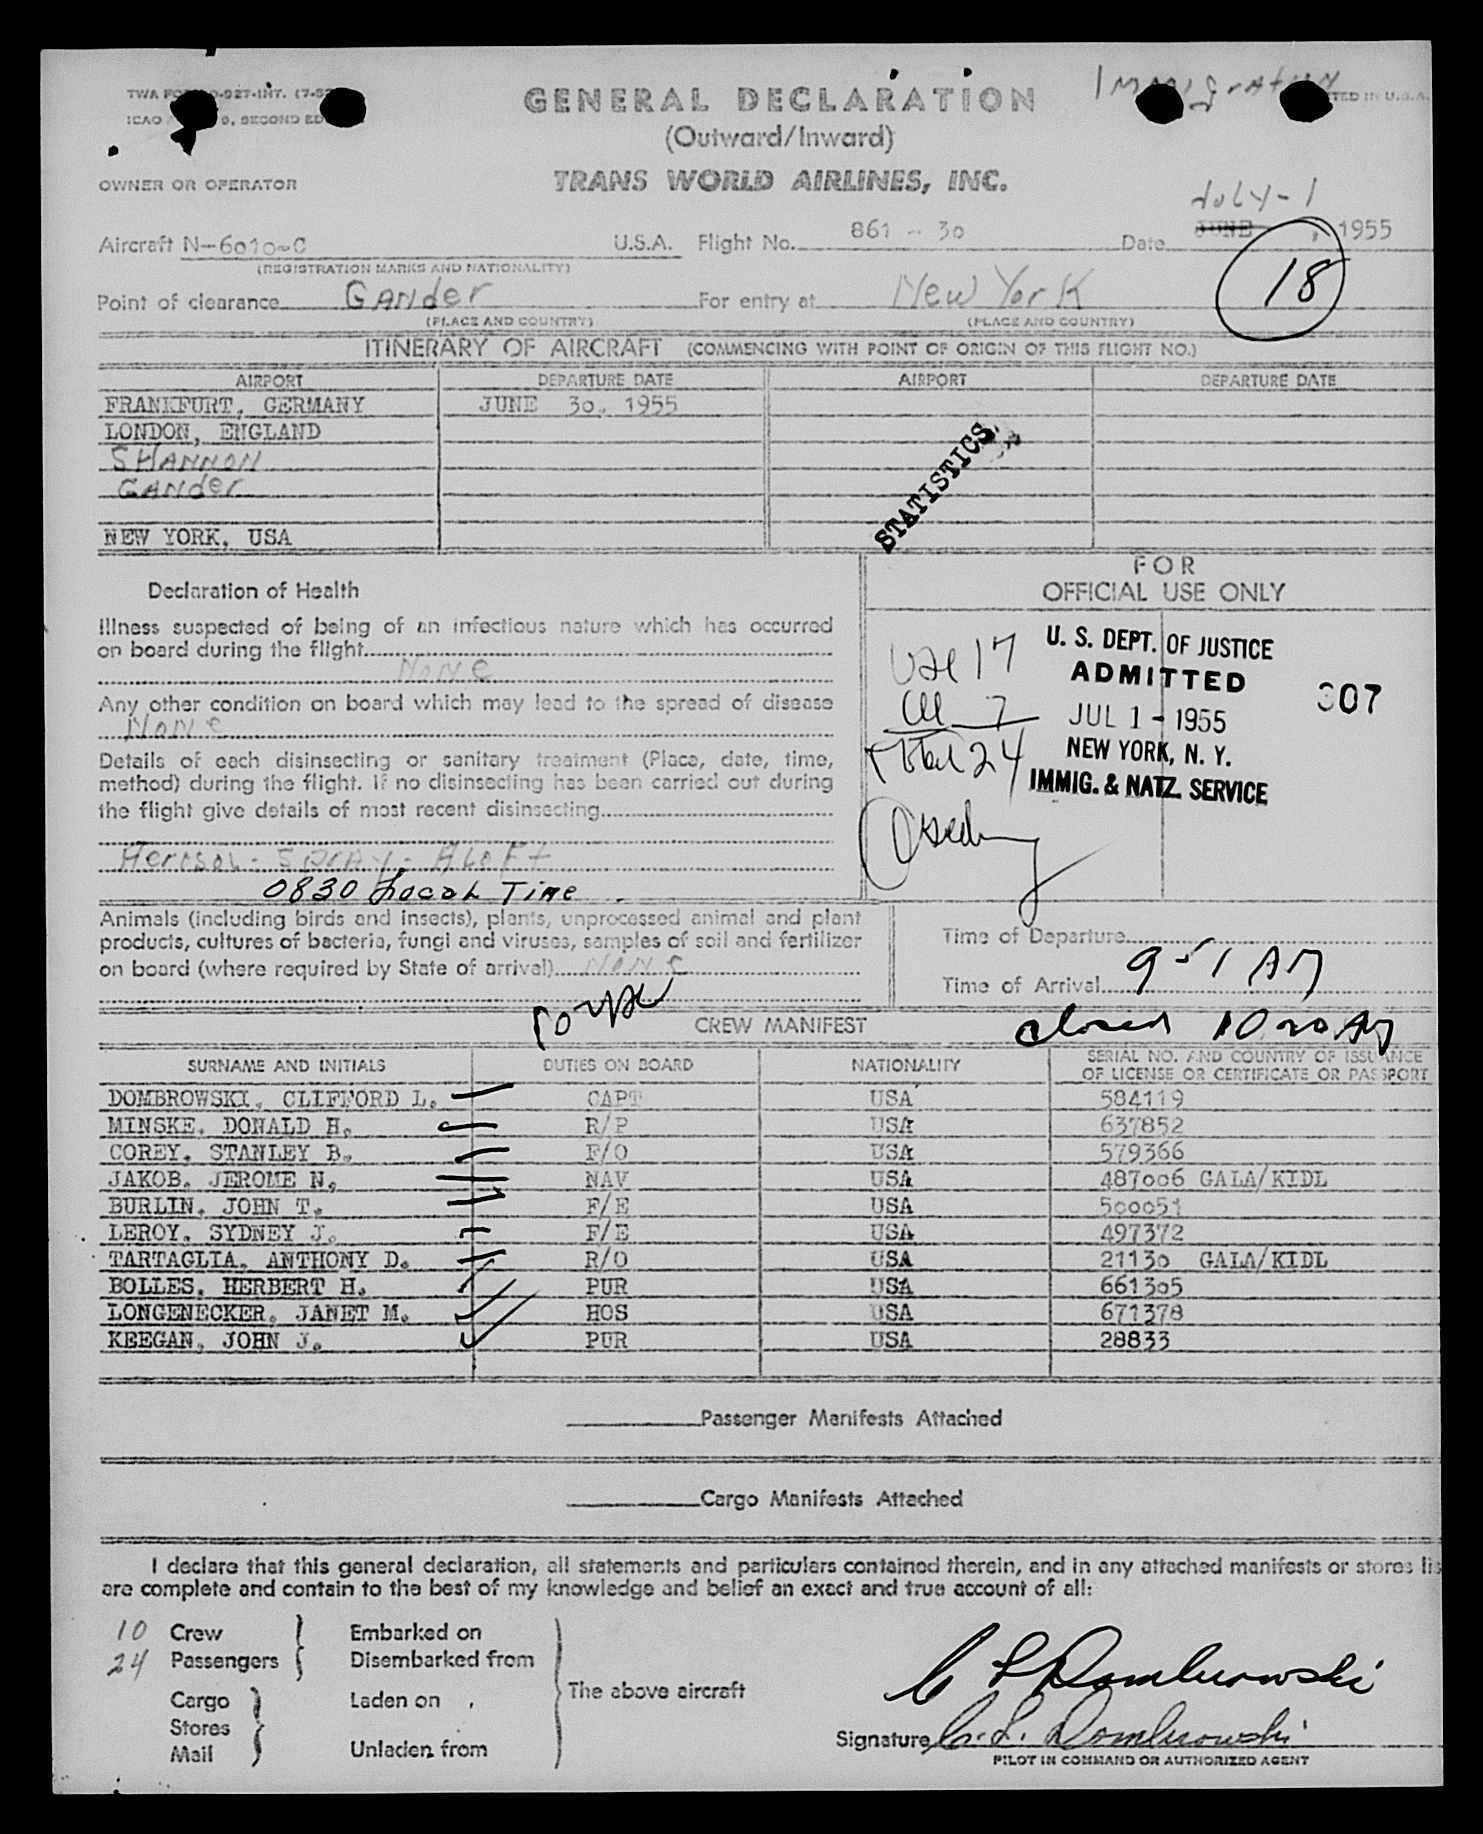 Immigration
GENERAL DECLARATION
(Outward/Inward)
OWNER OR OPERATOR TRANS WORLD AIRLINES, INC.
July-1
Aircraft N-6010-C U.S.A. Flight No. 861 - 30 Date JUNE , 1955
(REGISTRATION MARKS AND NATIONALITY)
18
Point of clearance Gander For entry at New York
(PLACE AND COUNTRY) (PLACE AND COUNTRY)
ITINERARY OF AIRCRAFT (COMMENCING WITH POINT OF ORIGIN OF THIS FLIGHT NO.)
AIRPORT DEPARTURE DATE AIRPORT DEPARTURE DATE
FRANKFURT, GERMANY JUNE 30, 1955
LONDON, ENGLAND
SHANNON
Gander
NEW YORK, USA
STATISTICS
FOR
OFFICIAL USE ONLY
Declaration of Health
Illness suspected of being of an infectious nature which has occurred
on board during the flight
None
Any other condition on board which may lead to the spread of disease
None
Details of each disinsecting or sanitary treatment (Place, date, time,
method) during the flight. If no disinsecting has been carried out during
the flight give details of most recent disinsecting
Aerosol - Spray - Aloft
0830 Local Time
USC 17
7
Total 24
U. S. DEPT. OF JUSTICE
ADMITTED
JUL 1 - 1955
NEW YORK, N. Y.
IMMIG. & NATZ. SERVICE
307
Animals (including birds and insects), plants, unprocessed animal and plant
products, cultures of bacteria, fungi and viruses, samples of soil and fertilizer
on board (where required by State of arrival) None
Time of Departure
Time of Arrival 9-51 AM
closed 10 20 AM
CREW MANIFEST
SURNAME AND INITIALS DUTIES ON BOARD NATIONALITY SERIAL NO. AND COUNTRY OF ISSUANCE
OF LICENSE OR CERTIFICATE OR PASSPORT
DOMBROWSKI, CLIFFORD L. CAPT USA 584119
MINSKE, DONALD H. R/P USA 637852
COREY, STANLEY B. F/O USA 579366
JAKOB, JEROME N. NAV USA 487006 GALA/KIDL
BURLIN, JOHN T. F/E USA 500051
LEROY, SYDNEY J. F/E USA 497372
TARTAGLIA, ANTHONY D. R/O USA 21130 GALA/KIDL
BOLLES, HERBERT H. PUR USA 661305
LONGENECKER, JANET M. HOS USA 671378
KEEGAN, JOHN J. PUR USA 28833
Passenger Manifests Attached
Cargo Manifests Attached
I declare that this general declaration, all statements and particulars contained therein, and in any attached manifests or stores lis
are complete and contain to the best of my knowledge and belief an exact and true account of all:
10 Crew Embarked on
24 Passengers Disembarked from
Cargo Laden on
Stores
Mail Unladen from
The above aircraft
C L Dombrowski
Signature C. L. Dombrowski
PILOT IN COMMAND OR AUTHORIZED AGENT